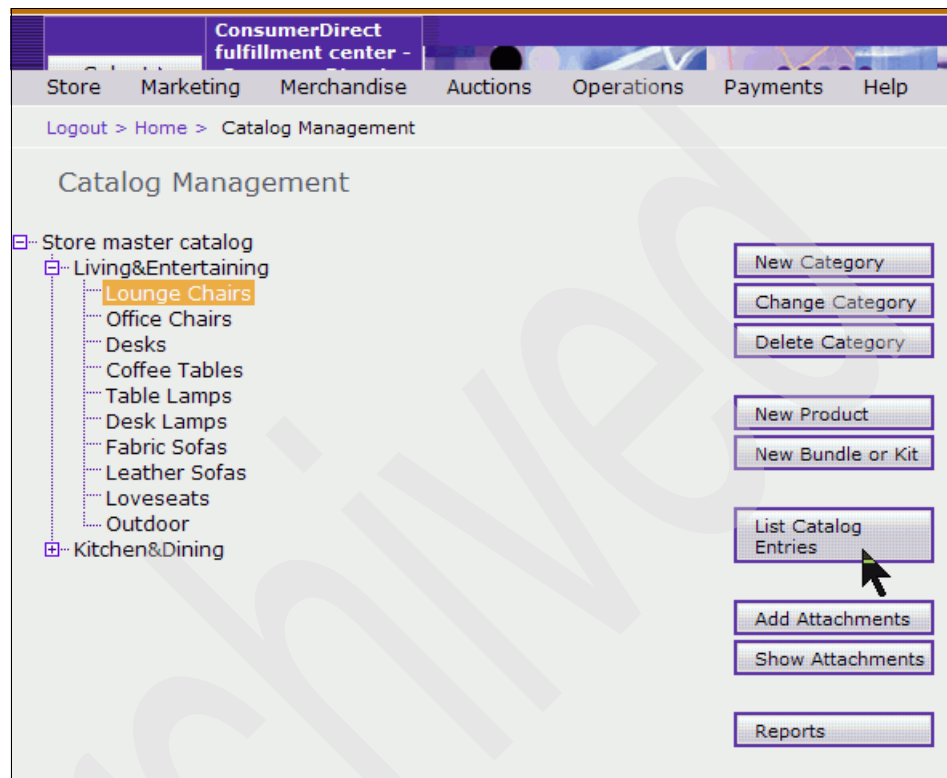 ConsumerDirect
fulfillment center -
Store Marketing Merchandise Auctions Operations Payments Help
Logout > Home > Catalog Management
Catalog Management
Store master catalog
Living&Entertaining
Lounge Chairs
Office Chairs
Desks
Coffee Tables
Table Lamps
Desk Lamps
Fabric Sofas
Leather Sofas
Loveseats
Outdoor
Kitchen&Dining
New Category
Change Category
Delete Category
New Product
New Bundle or Kit
List Catalog
Entries
Add Attachments
Show Attachments
Reports